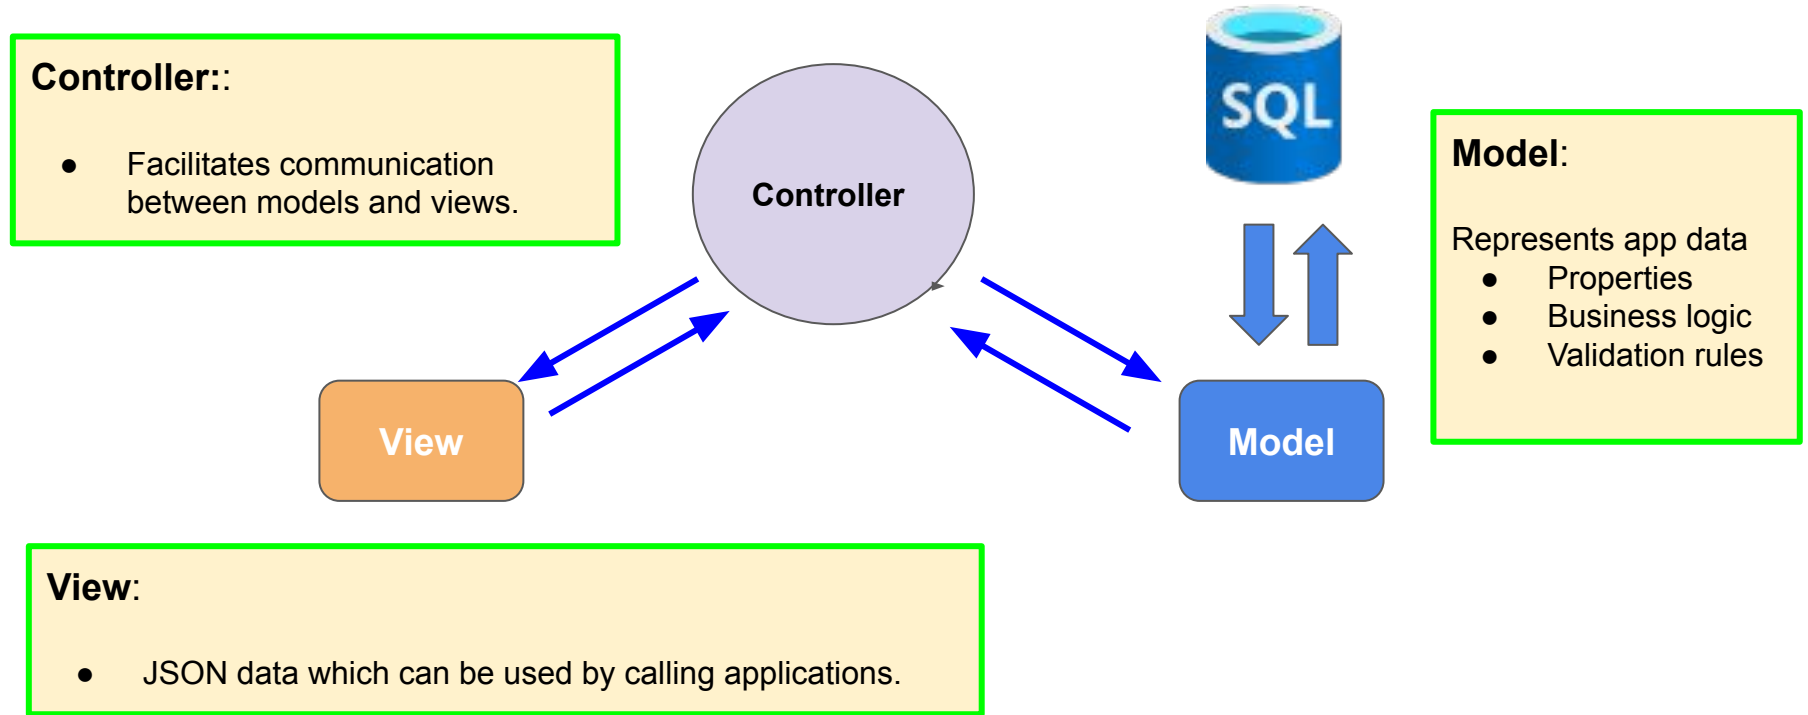 Controller::
● Facilitates communication
between models and views.
Controller
SQL
Model:
Represents app data
● Properties
● Business logic
● Validation rules
View
Model
View:
● JSON data which can be used by calling applications.